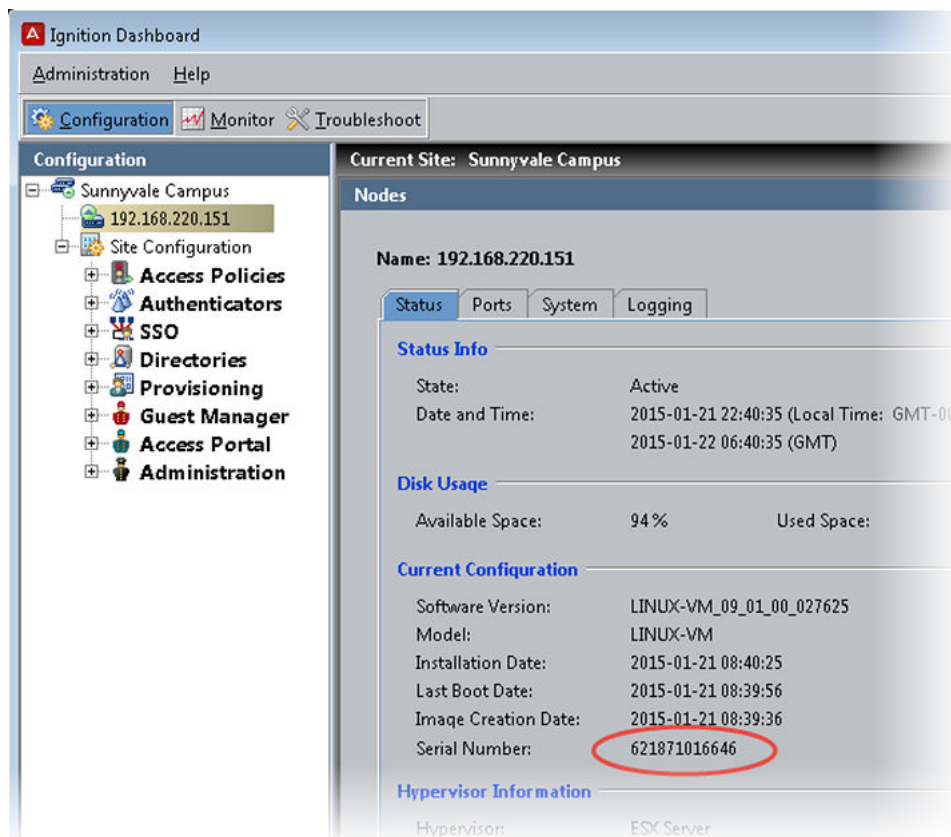 Ignition Dashboard
Administration Help
Configuration Monitor Troubleshoot
Configuration
Sunnyvale Campus
192.168.220.151
Site Configuration
Access Policies
Authenticators
SSO
Directories
Provisioning
Guest Manager
Access Portal
Administration
Current Site: Sunnyvale Campus
Nodes
Name: 192.168.220.151
Status Ports System Logging
Status Info
State: Active
Date and Time: 2015-01-21 22:40:35 (Local Time: GMT-08
2015-01-22 06:40:35 (GMT)
Disk Usage
Available Space: 94% Used Space:
Current Configuration
Software Version: LINUX-VM_09_01_00_027625
Model: LINUX-VM
Installation Date: 2015-01-21 08:40:25
Last Boot Date: 2015-01-21 08:39:56
Image Creation Date: 2015-01-21 08:39:36
Serial Number: 621871016646
Hypervisor Information
Hypervisor: ESX Server